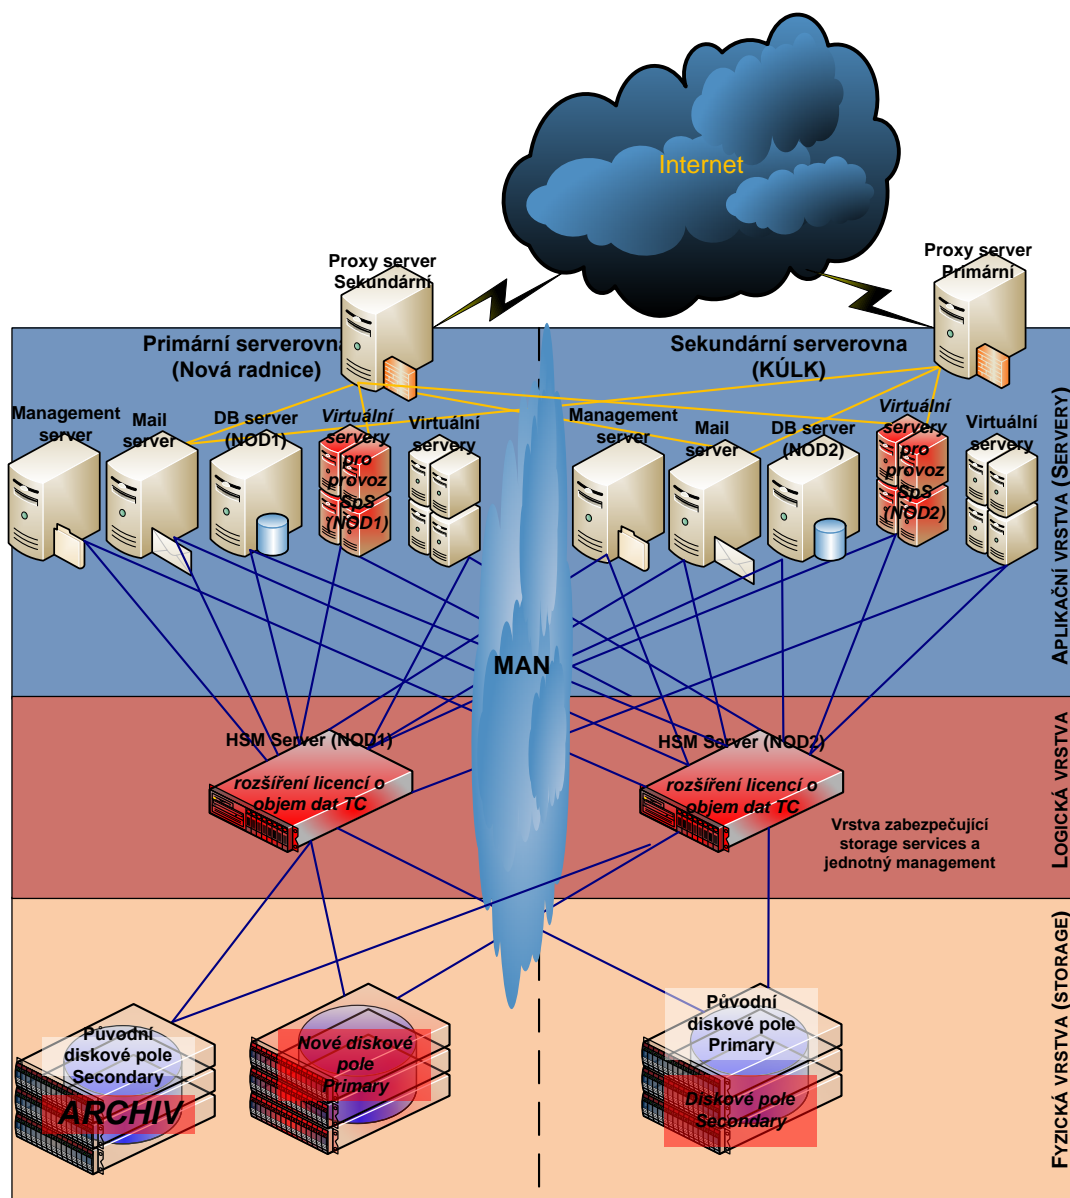 Internet
Proxy server
Sekundární
Proxy server
Primární
Primární serverovna
(Nová radnice)
Sekundární serverovna
(KÚLK)
Management
server
Mail
server
DB server
(NOD1)
Virtuální
servery
pro
provoz
SpS
(NOD1)
Virtuální
servery
Management
server
Mail
server
DB server
(NOD2)
Virtuální
servery
pro
provoz
SpS
(NOD2)
Virtuální
servery
APLIKAČNÍ VRSTVA (SERVERY)
MAN
HSM Server (NOD1)
rozšíření licencí o
objem dat TC
HSM Server (NOD2)
rozšíření licencí o
objem dat TC
Vrstva zabezpečující
storage services a
jednotný management
LOGICKÁ VRSTVA
Původní
diskové pole
Secondary
ARCHIV
Nové diskové
pole
Primary
Původní
diskové pole
Primary
Diskové pole
Secondary
FYZICKÁ VRSTVA (STORAGE)